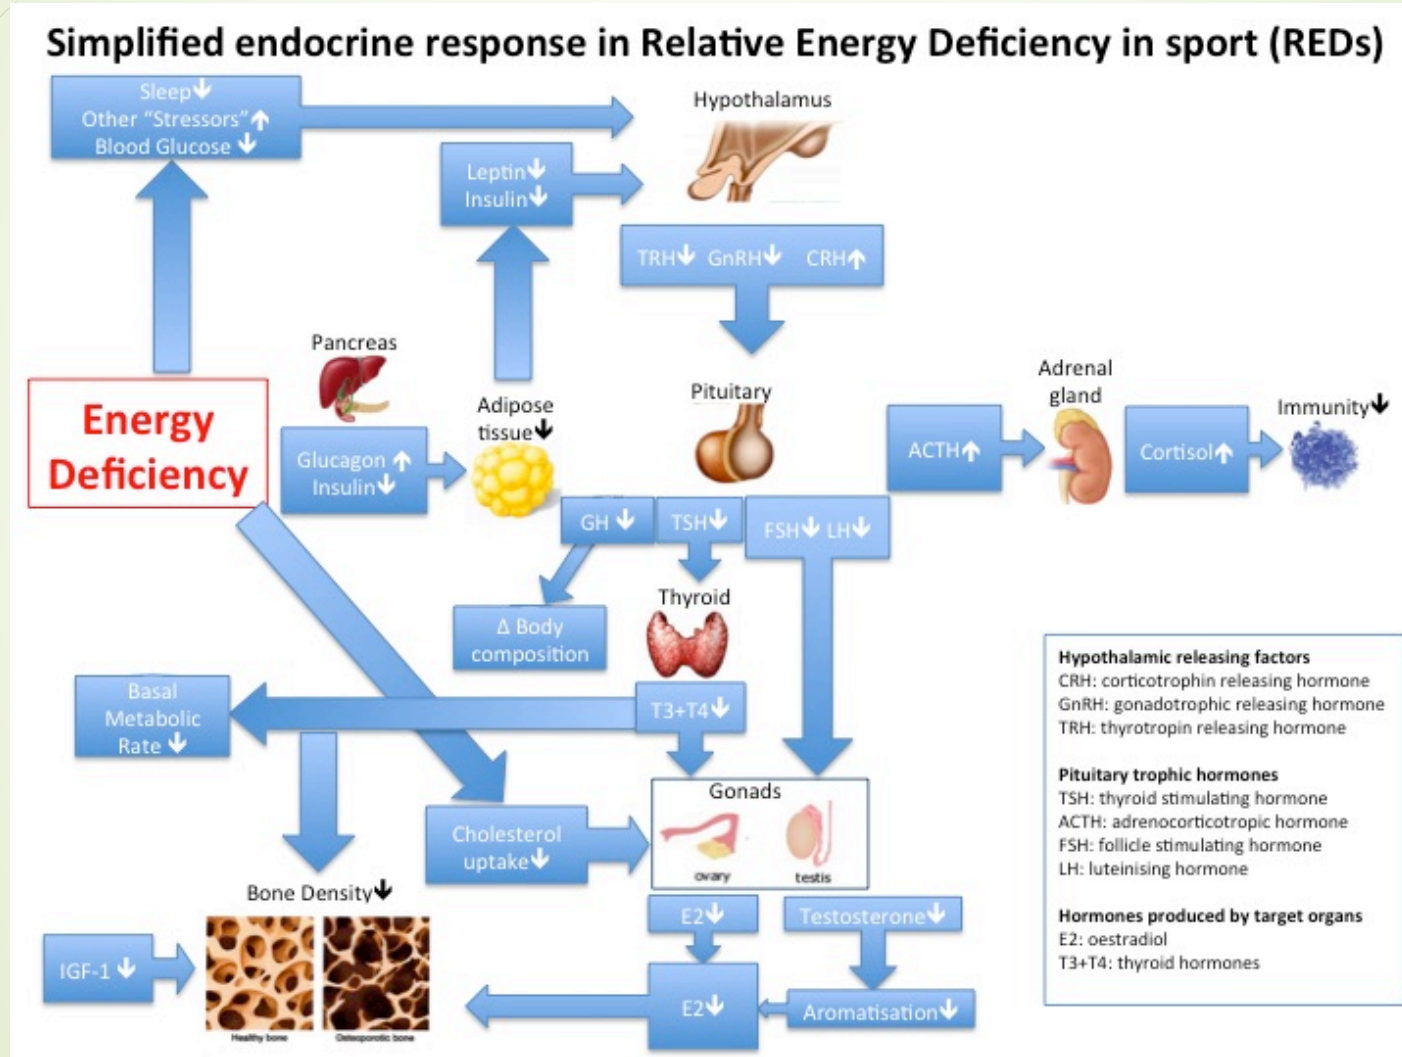 Simplified endocrine response in Relative Energy Deficiency in sport (REDs)
Sleep↓
Other “Stressors”↑
Blood Glucose ↓
Hypothalamus
Leptin↓
Insulin↓
TRH↓ GnRH↓ CRH↑
Pancreas
Energy
Deficiency
Glucagon ↑
Insulin↓
Adipose
tissue↓
Pituitary
ACTH↑
Adrenal
gland
Cortisol↑
Immunity↓
GH ↓
TSH↓
FSH↓ LH↓
Δ Body
composition
Thyroid
Basal
Metabolic
Rate ↓
T3+T4↓
Cholesterol
uptake↓
Gonads
ovary
testis
Bone Density↓
E2↓
Testosterone↓
IGF-1 ↓
E2↓
Aromatisation↓
Healthy bone
Osteoporotic bone
Hypothalamic releasing factors
CRH: corticotrophin releasing hormone
GnRH: gonadotrophic releasing hormone
TRH: thyrotropin releasing hormone
Pituitary trophic hormones
TSH: thyroid stimulating hormone
ACTH: adrenocorticotropic hormone
FSH: follicle stimulating hormone
LH: luteinising hormone
Hormones produced by target organs
E2: oestradiol
T3+T4: thyroid hormones